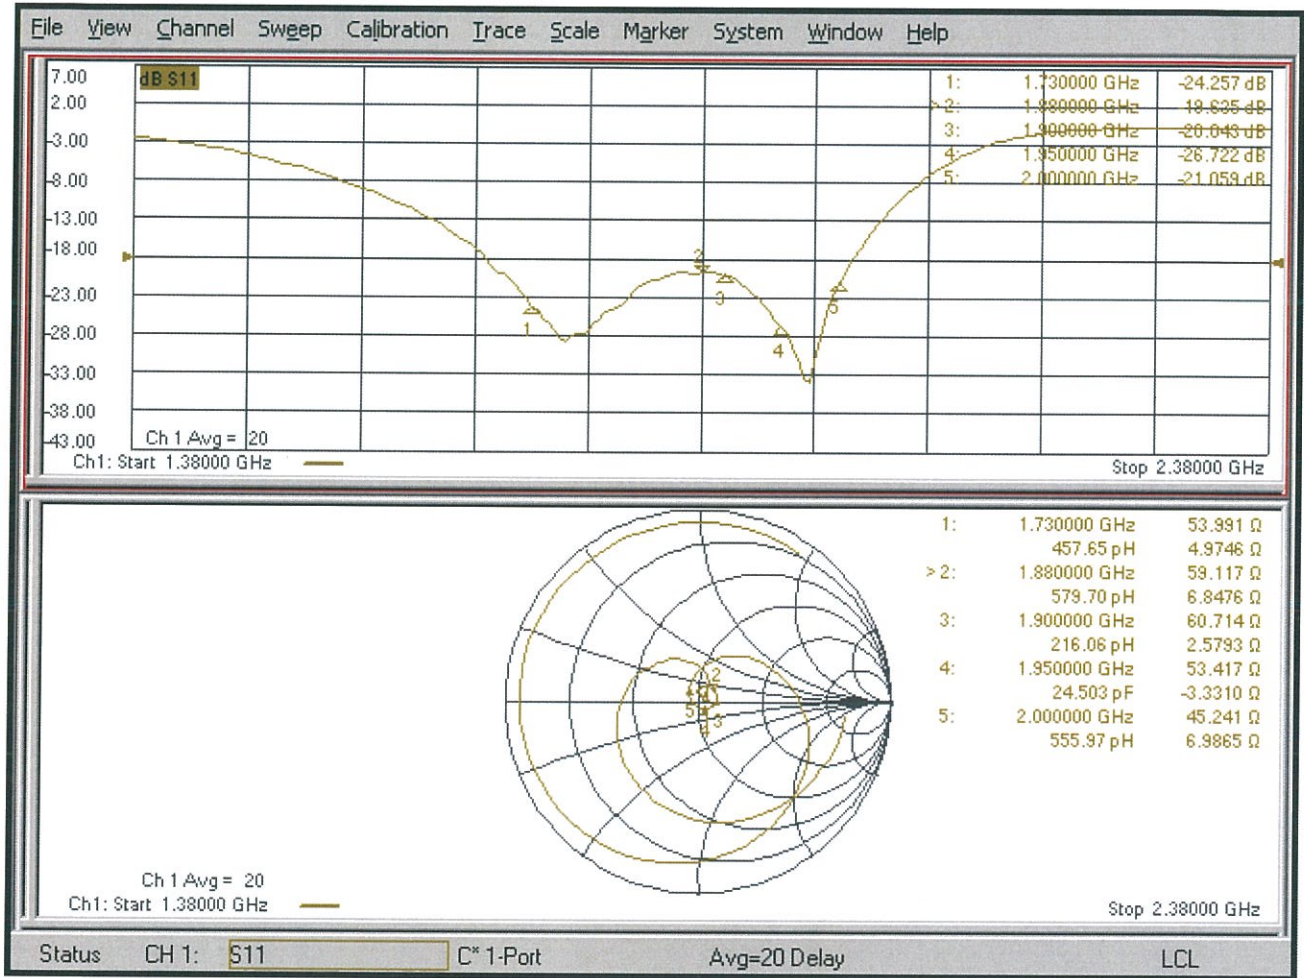 File View Channel Sweep Calibration Trace Scale Marker System Window Help
7.00
2.00
-3.00
-8.00
-13.00
-18.00
-23.00
-28.00
-33.00
-38.00
-43.00
dB S11
1: 1.730000 GHz -24.257 dB
> 2: 1.880000 GHz -19.635 dB
3: 1.900000 GHz -20.043 dB
4: 1.950000 GHz -26.722 dB
5: 2.000000 GHz -21.059 dB
1
2
3
4
5
Ch 1 Avg = 20
Ch1: Start 1.38000 GHz
Stop 2.38000 GHz
1: 1.730000 GHz 53.991 Ω
457.65 pH 4.9746 Ω
> 2: 1.880000 GHz 59.117 Ω
579.70 pH 6.8476 Ω
3: 1.900000 GHz 60.714 Ω
216.06 pH 2.5793 Ω
4: 1.950000 GHz 53.417 Ω
24.503 pF -3.3310 Ω
5: 2.000000 GHz 45.241 Ω
555.97 pH 6.9865 Ω
2
5
3
4
Ch 1 Avg = 20
Ch1: Start 1.38000 GHz
Stop 2.38000 GHz
Status CH 1: S11 C* 1-Port Avg=20 Delay LCL